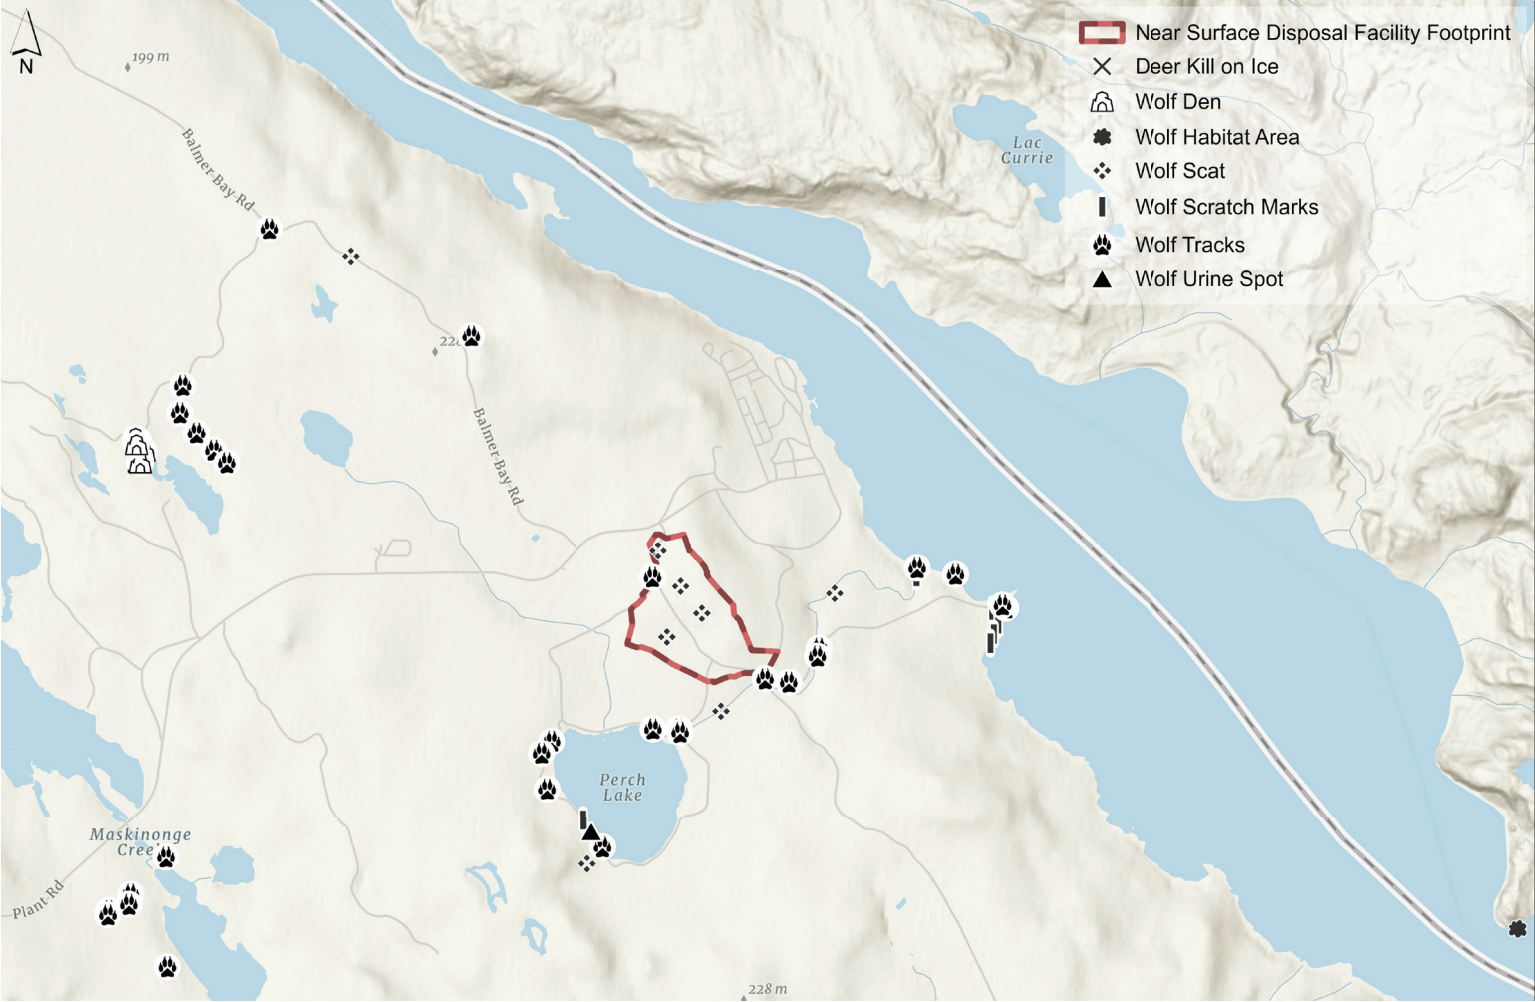 N
199 m
Near Surface Disposal Facility Footprint
Deer Kill on Ice
Wolf Den
Wolf Habitat Area
Wolf Scat
Wolf Scratch Marks
Wolf Tracks
Wolf Urine Spot
Lac
Currie
Balmer-Bay-Rd
228
Balmer-Bay-Rd
Perch
Lake
Maskinonge
Cree
Plant-Rd
228 m